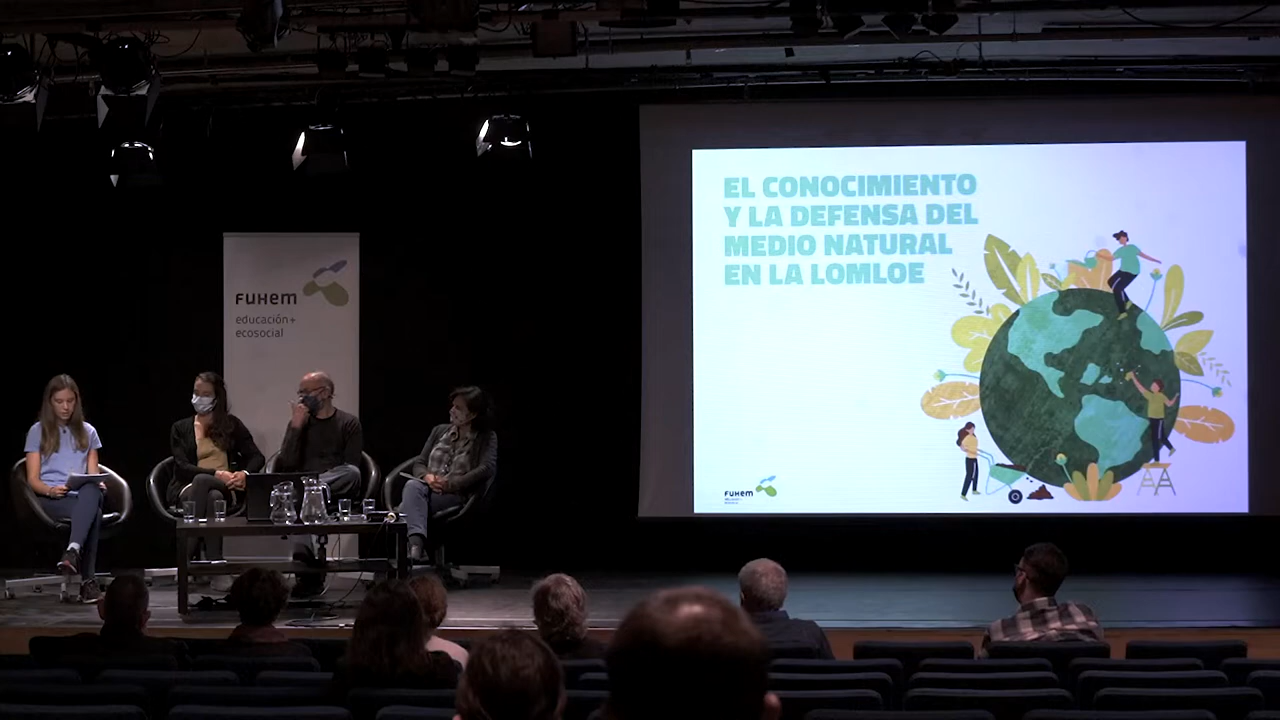 EL CONOCIMIENTO
Y LA DEFENSA DEL
MEDIO NATURAL
EN LA LOMLOE
FUHEM
educación+
ecosocial
FUHEM